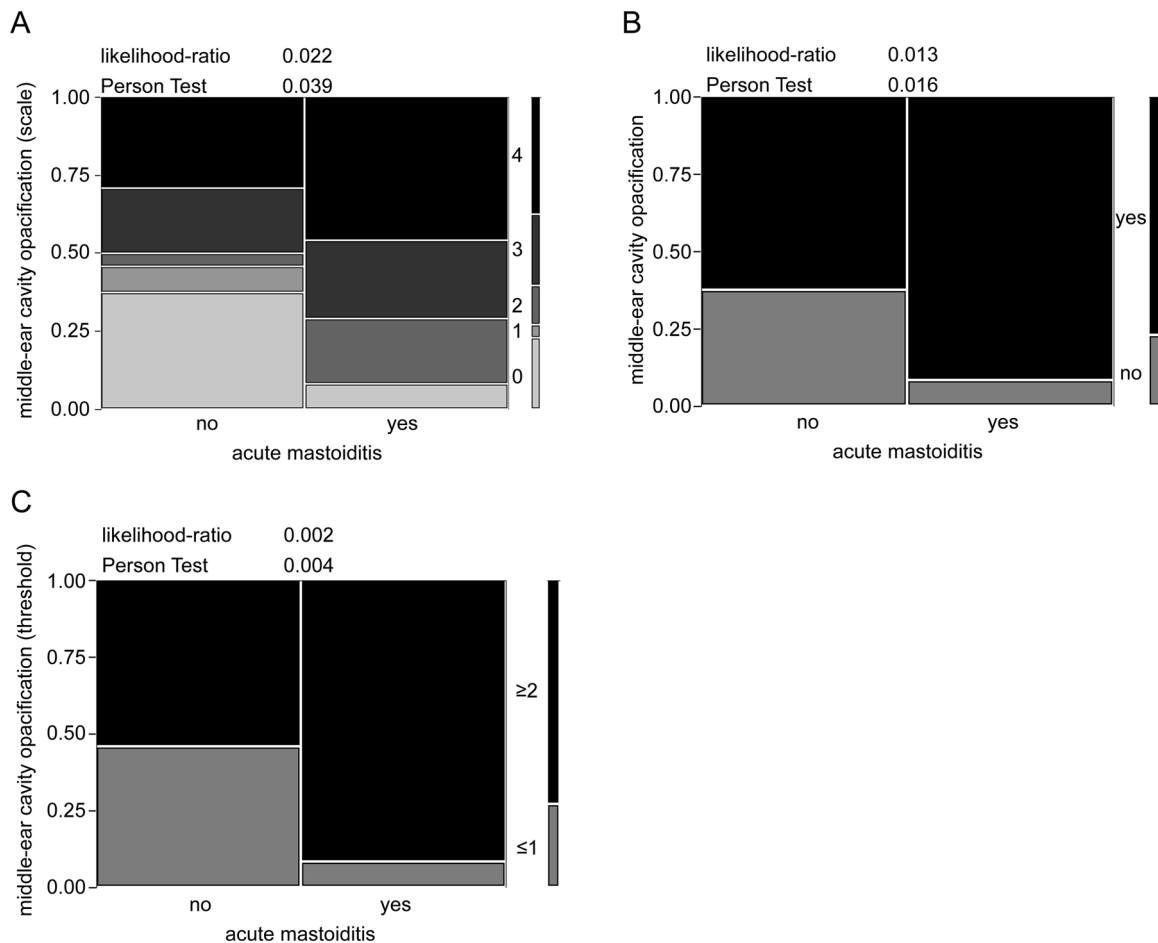 A
likelihood-ratio 0.022
Person Test 0.039
middle-ear cavity opacification (scale)
1.00
0.75
0.50
0.25
0.00
4
3
2
1
0
no yes
acute mastoiditis
B
likelihood-ratio 0.013
Person Test 0.016
middle-ear cavity opacification
1.00
0.75
0.50
0.25
0.00
yes
no
no yes
acute mastoiditis
C
likelihood-ratio 0.002
Person Test 0.004
middle-ear cavity opacification (threshold)
1.00
0.75
0.50
0.25
0.00
≥2
≤1
no yes
acute mastoiditis